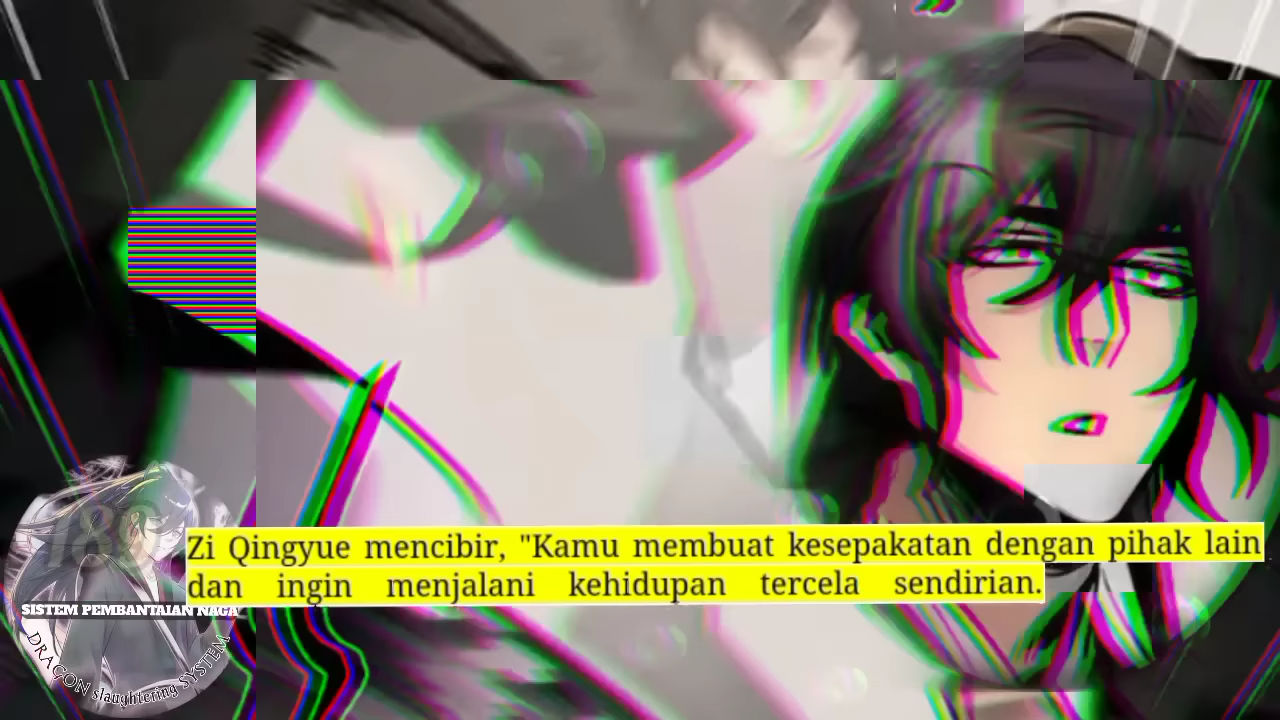 Zi Qingyue mencibir, "Kamu membuat kesepakatan dengan pihak lain
dan ingin menjalani kehidupan tercela sendirian.
180
SISTEM PEMBANTAIAN NAGA
DRAGON slaughtering SYSTEM